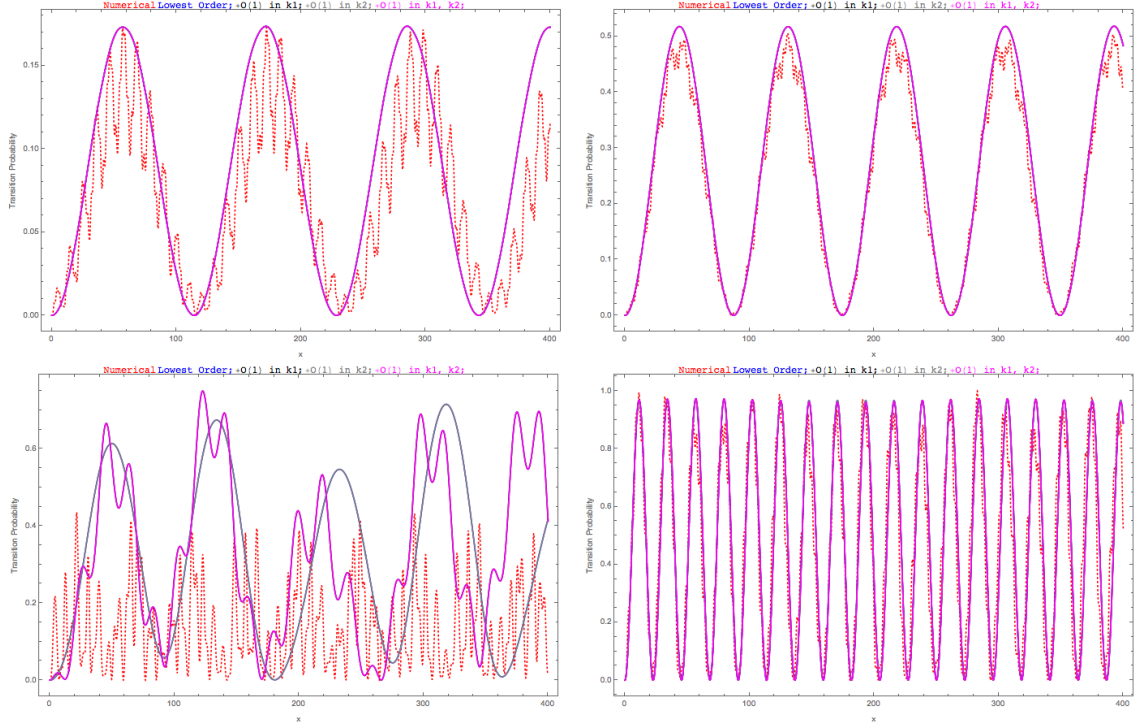 Numerical Lowest Order; +O(1) in k1; +O(1) in k2; +O(1) in k1, k2;
Transition Probability
0.15
0.10
0.05
0.00
0 100 200 300 400
x
Numerical Lowest Order; +O(1) in k1; +O(1) in k2; +O(1) in k1, k2;
Transition Probability
0.5
0.4
0.3
0.2
0.1
0.0
0 100 200 300 400
x
Numerical Lowest Order; +O(1) in k1; +O(1) in k2; +O(1) in k1, k2;
Transition Probability
0.6
0.4
0.2
0.0
0 100 200 300 400
x
Numerical Lowest Order; +O(1) in k1; +O(1) in k2; +O(1) in k1, k2;
Transition Probability
1.0
0.8
0.6
0.4
0.2
0.0
0 100 200 300 400
x